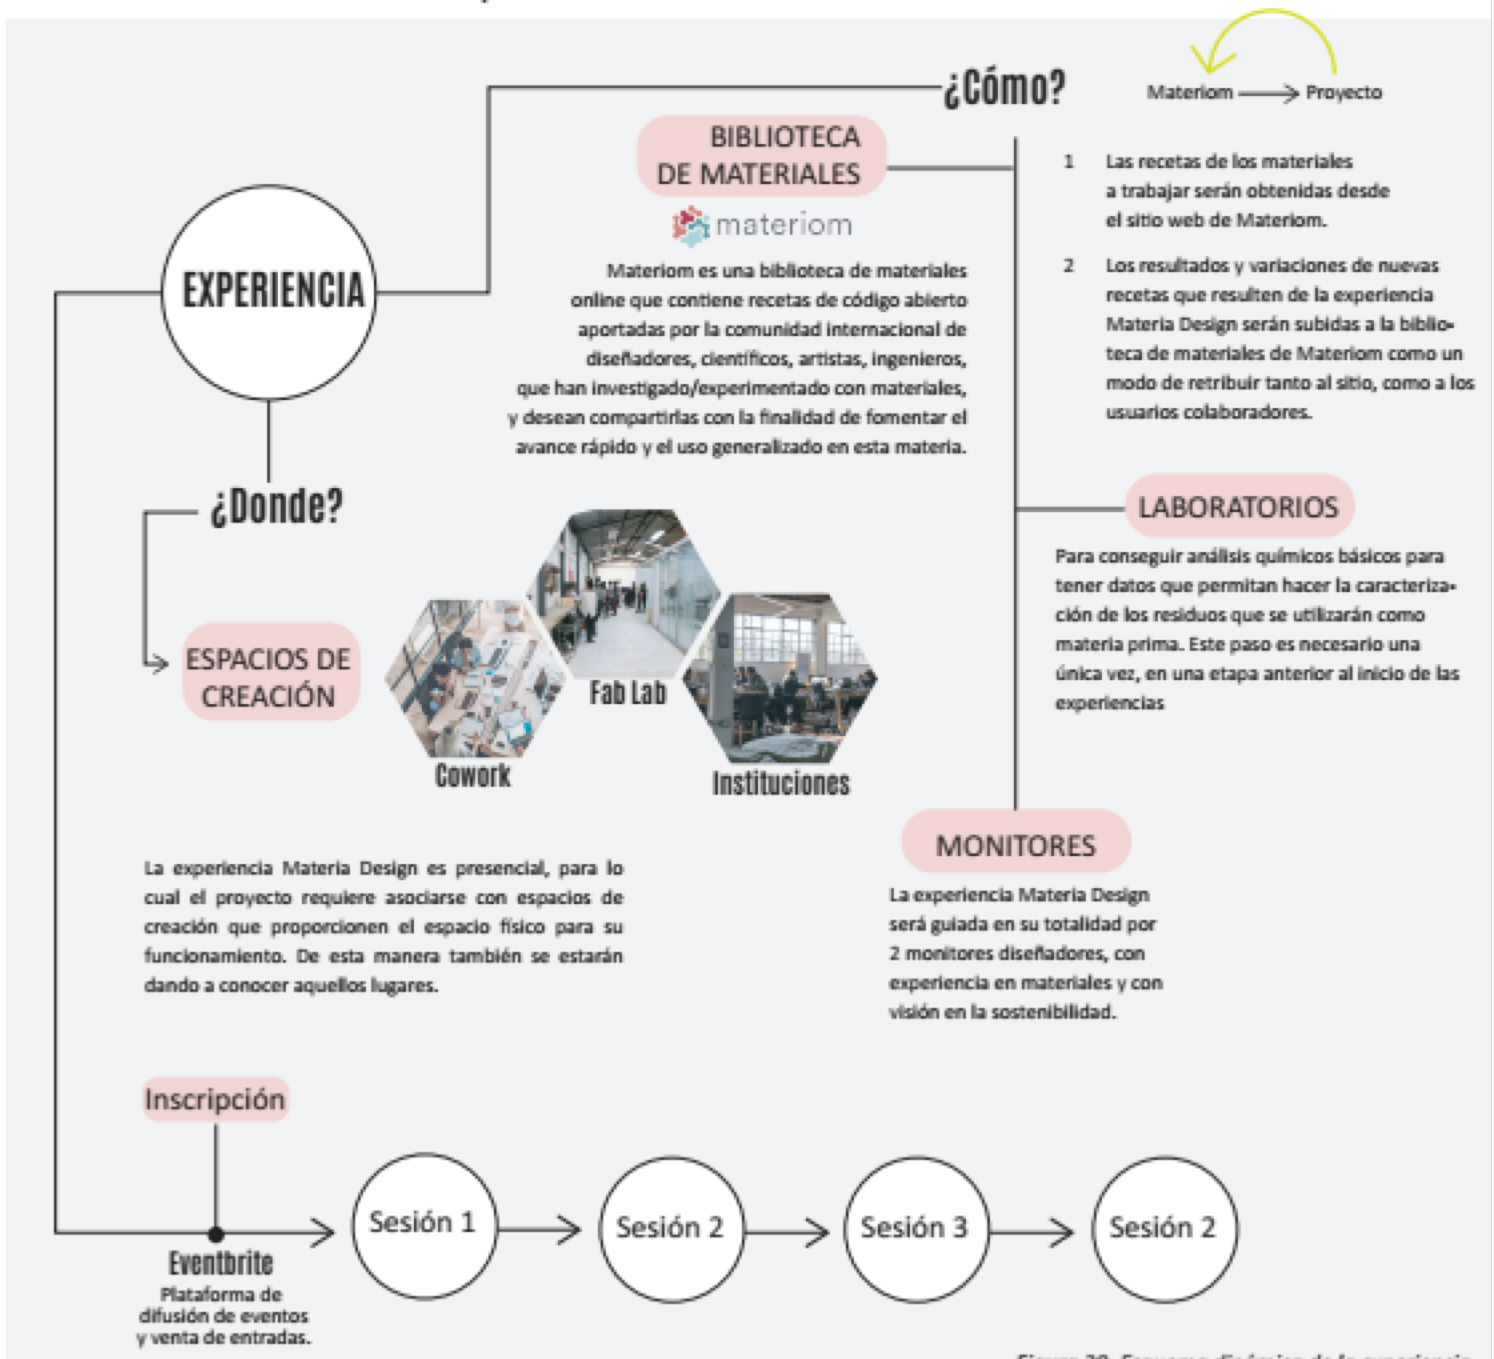 ¿Cómo?
Materiom
Proyecto
BIBLIOTECA
DE MATERIALES
materiom
Materiom es una biblioteca de materiales
online que contiene recetas de código abierto
aportadas por la comunidad internacional de
diseñadores, científicos, artistas, ingenieros,
que han investigado/experimentado con materiales,
y desean compartirlas con la finalidad de fomentar el
avance rápido y el uso generalizado en esta materia.
1 Las recetas de los materiales
a trabajar serán obtenidas desde
el sitio web de Materiom.
2 Los resultados y variaciones de nuevas
recetas que resulten de la experiencia
Materia Design serán subidas a la biblio-
teca de materiales de Materiom como un
modo de retribuir tanto al sitio, como a los
usuarios colaboradores.
EXPERIENCIA
¿Donde?
LABORATORIOS
Para conseguir análisis químicos básicos para
tener datos que permitan hacer la caracteriza-
ción de los residuos que se utilizarán como
materia prima. Este paso es necesario una
única vez, en una etapa anterior al inicio de las
experiencias
ESPACIOS DE
CREACIÓN
Cowork
Fab Lab
Instituciones
La experiencia Materia Design es presencial, para lo
cual el proyecto requiere asociarse con espacios de
creación que proporcionen el espacio físico para su
funcionamiento. De esta manera también se estarán
dando a conocer aquellos lugares.
MONITORES
La experiencia Materia Design
será guiada en su totalidad por
2 monitores diseñadores, con
experiencia en materiales y con
visión en la sostenibilidad.
Inscripción
Eventbrite
Plataforma de
difusión de eventos
y venta de entradas.
Sesión 1
Sesión 2
Sesión 3
Sesión 2